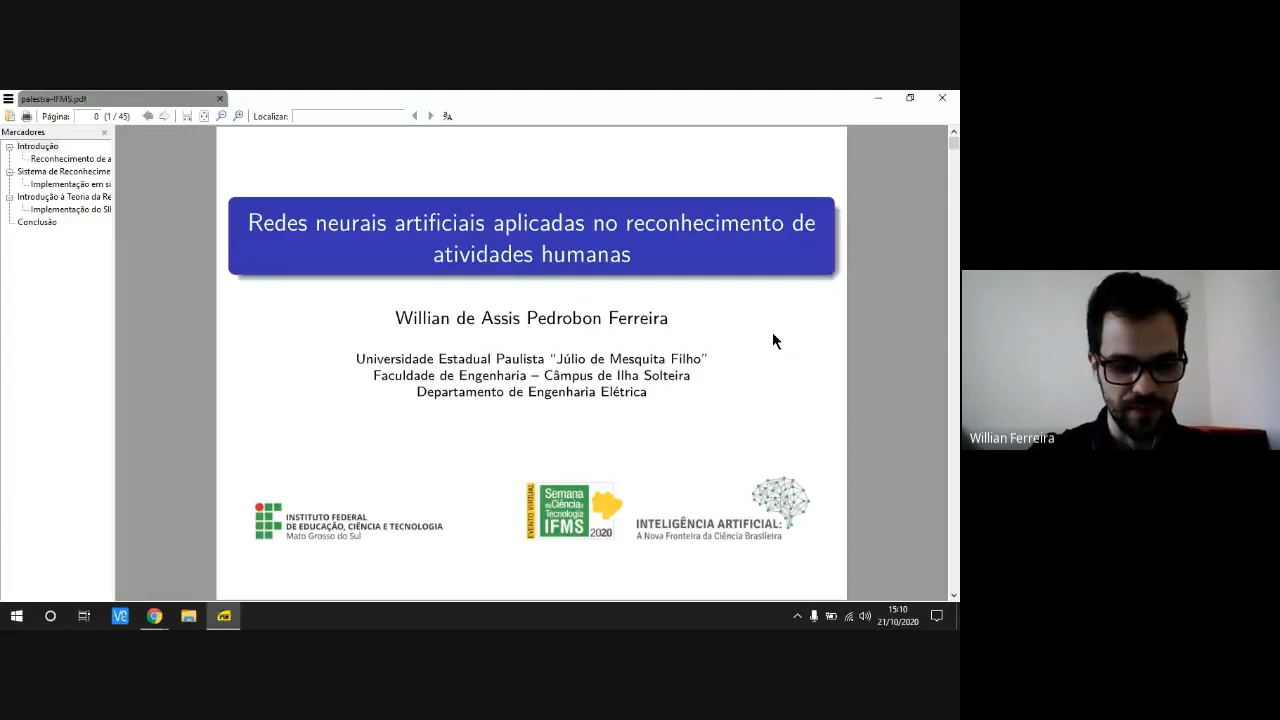 palestra-IFMS.pdf
Página: 0 (1 / 45) Localizar:
Marcadores
Introdução
Reconhecimento de a
Sistema de Reconhecime
Implementação em si
Introdução à Teoria da Re
Implementação do SII
Conclusão
Redes neurais artificiais aplicadas no reconhecimento de
atividades humanas
Willian de Assis Pedrobon Ferreira
Universidade Estadual Paulista “Júlio de Mesquita Filho”
Faculdade de Engenharia – Câmpus de Ilha Solteira
Departamento de Engenharia Elétrica
INSTITUTO FEDERAL
DE EDUCAÇÃO, CIÊNCIA E TECNOLOGIA
Mato Grosso do Sul
EVENTO VIRTUAL
Semana
de Ciência e
Tecnologia
IFMS
2020
INTELIGÊNCIA ARTIFICIAL:
A Nova Fronteira da Ciência Brasileira
Willian Ferreira
15:10
21/10/2020